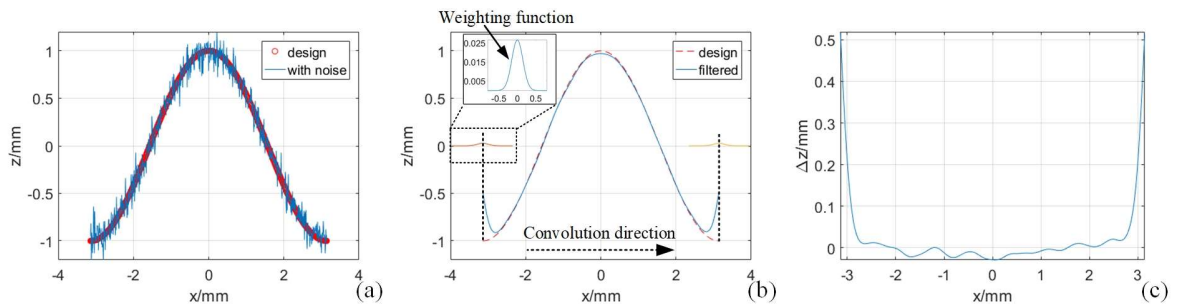 1
0.5
0
-0.5
-1
z/mm
-4
-2
0
2
4
x/mm
design
with noise
(a)
Weighting function
0.025
0.015
0.005
-0.5
0
0.5
1
0.5
0
-0.5
-1
z/mm
-4
-2
0
2
4
x/mm
design
filtered
Convolution direction
(b)
0.5
0.4
0.3
0.2
0.1
0
Δz/mm
-3
-2
-1
0
1
2
3
x/mm
(c)